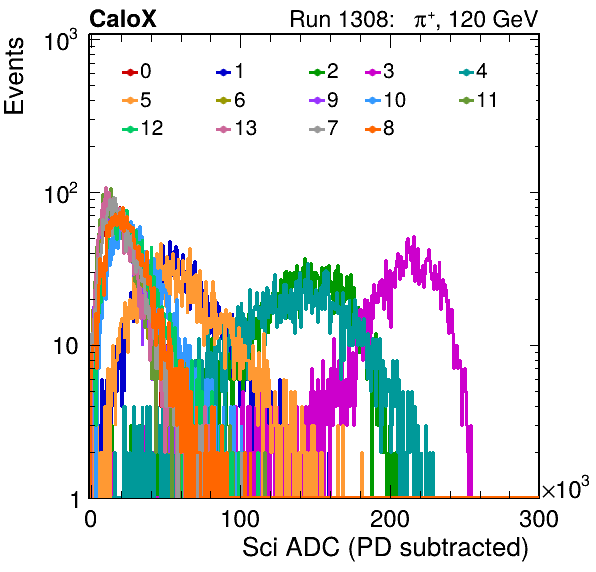 CaloX Run 1308: π⁺, 120 GeV
Events
10³
0 1 2 3 4
5 6 9 10 11
12 13 7 8
10²
10
1
0 100 200 300
×10³
Sci ADC (PD subtracted)